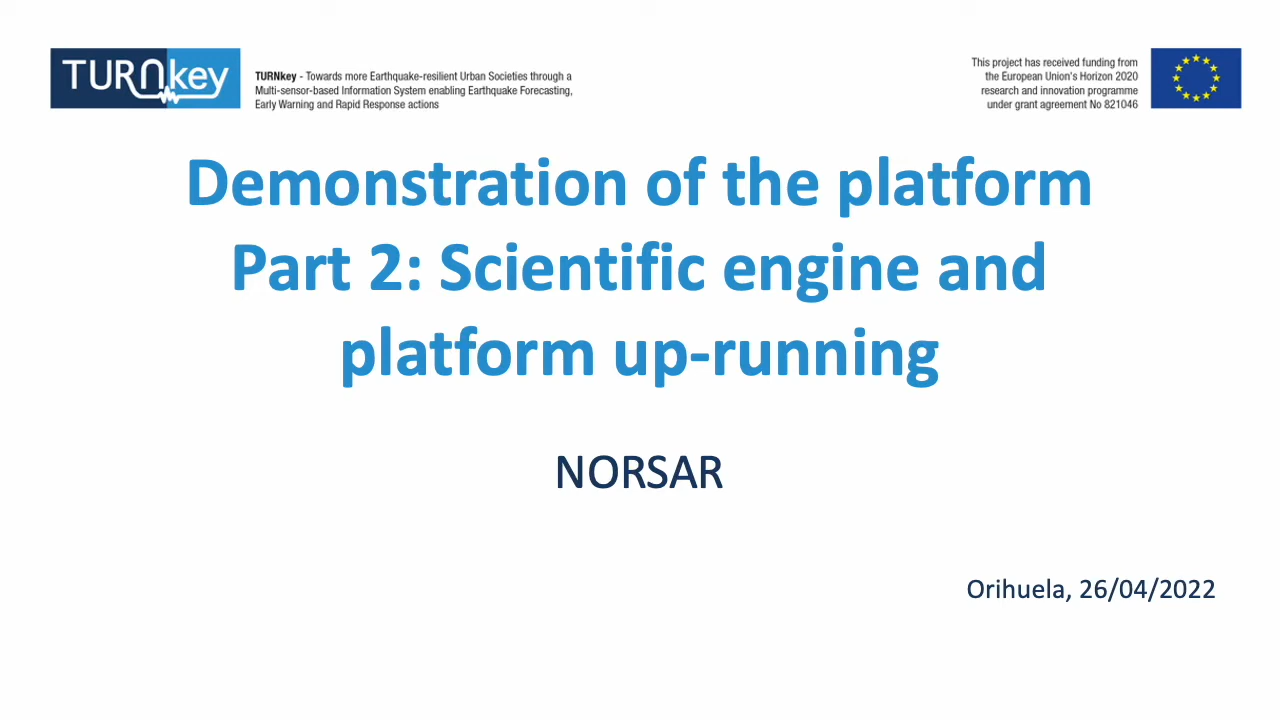 TURNkey
TURNkey - Towards more Earthquake-resilient Urban Societies through a
Multi-sensor-based Information System enabling Earthquake Forecasting,
Early Warning and Rapid Response actions
This project has received funding from
the European Union's Horizon 2020
research and innovation programme
under grant agreement No 821046
Demonstration of the platform
Part 2: Scientific engine and
platform up-running
NORSAR
Orihuela, 26/04/2022